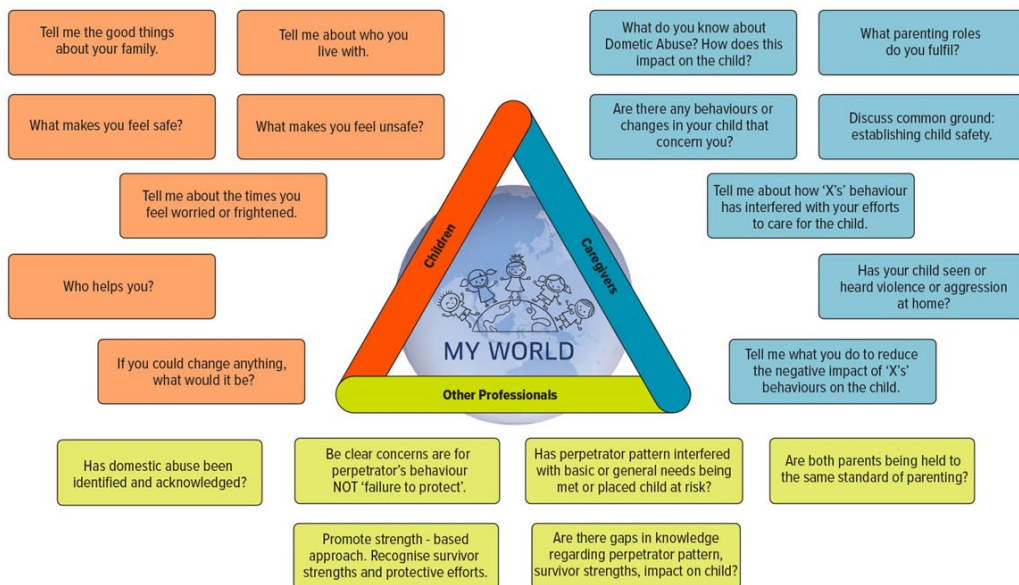 Tell me the good things
about your family.
Tell me about who you
live with.
What makes you feel safe?
What makes you feel unsafe?
Tell me about the times you
feel worried or frightened.
Who helps you?
If you could change anything,
what would it be?
What do you know about
Dometic Abuse? How does this
impact on the child?
What parenting roles
do you fulfil?
Are there any behaviours or
changes in your child that
concern you?
Discuss common ground:
establishing child safety.
Tell me about how ‘X’s’ behaviour
has interfered with your efforts
to care for the child.
Has your child seen or
heard violence or aggression
at home?
Tell me what you do to reduce
the negative impact of ‘X’s’
behaviours on the child.
Children
Caregivers
MY WORLD
Other Professionals
Has domestic abuse been
identified and acknowledged?
Be clear concerns are for
perpetrator’s behaviour
NOT ‘failure to protect’.
Has perpetrator pattern interfered
with basic or general needs being
met or placed child at risk?
Are both parents being held to
the same standard of parenting?
Promote strength - based
approach. Recognise survivor
strengths and protective efforts.
Are there gaps in knowledge
regarding perpetrator pattern,
survivor strengths, impact on child?